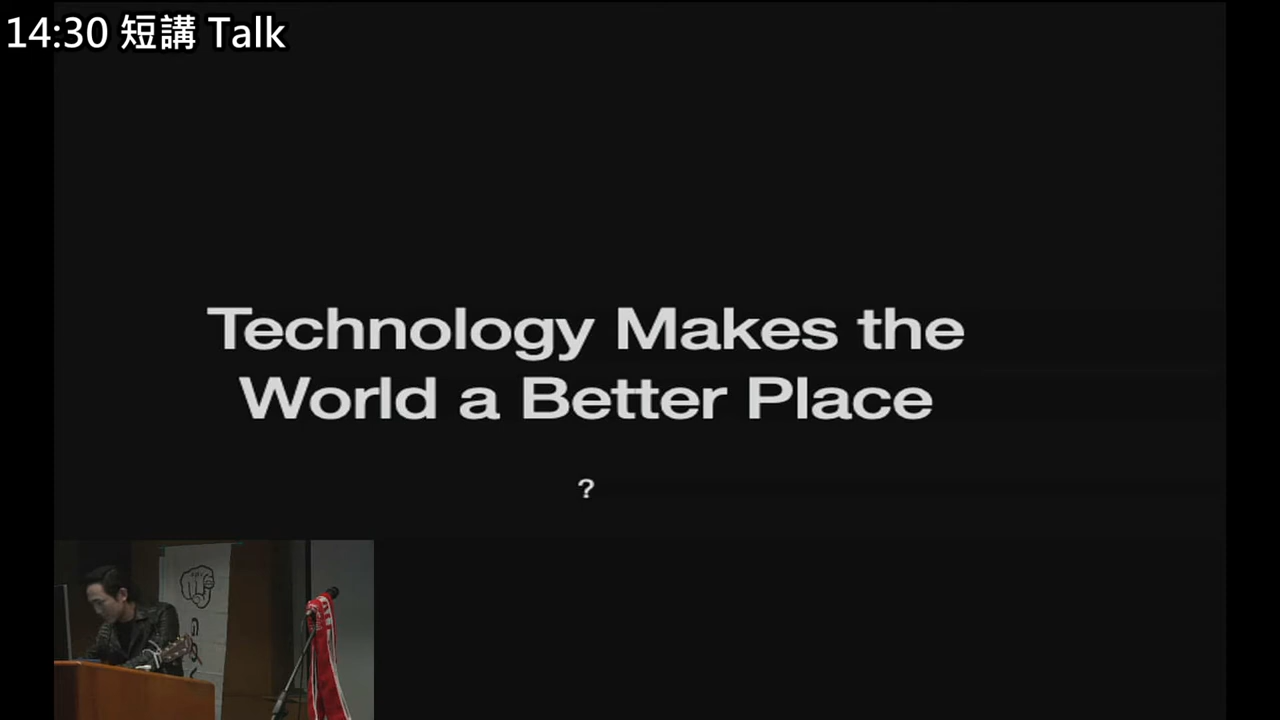 14:30 短講 Talk
Technology Makes the
World a Better Place
?